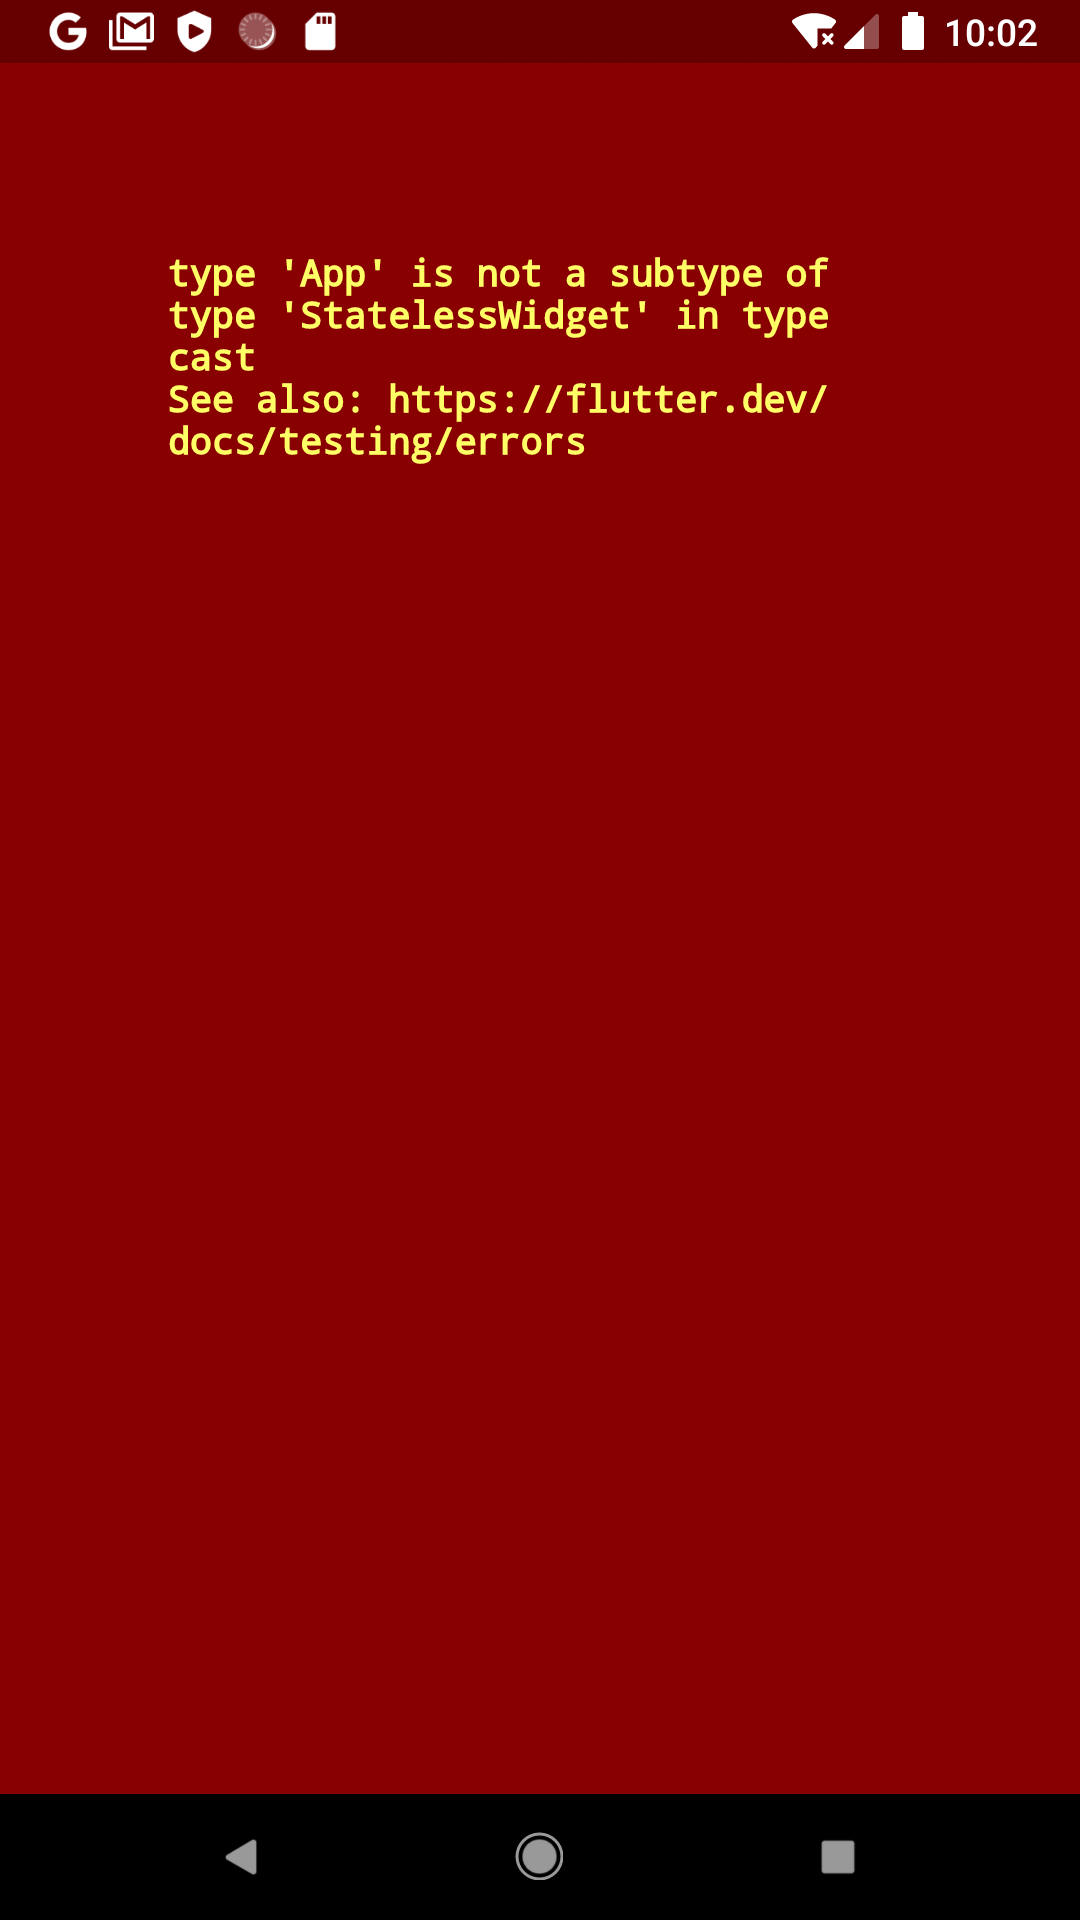 10:02
type 'App' is not a subtype of
type 'StatelessWidget' in type
cast
See also: https://flutter.dev/
docs/testing/errors